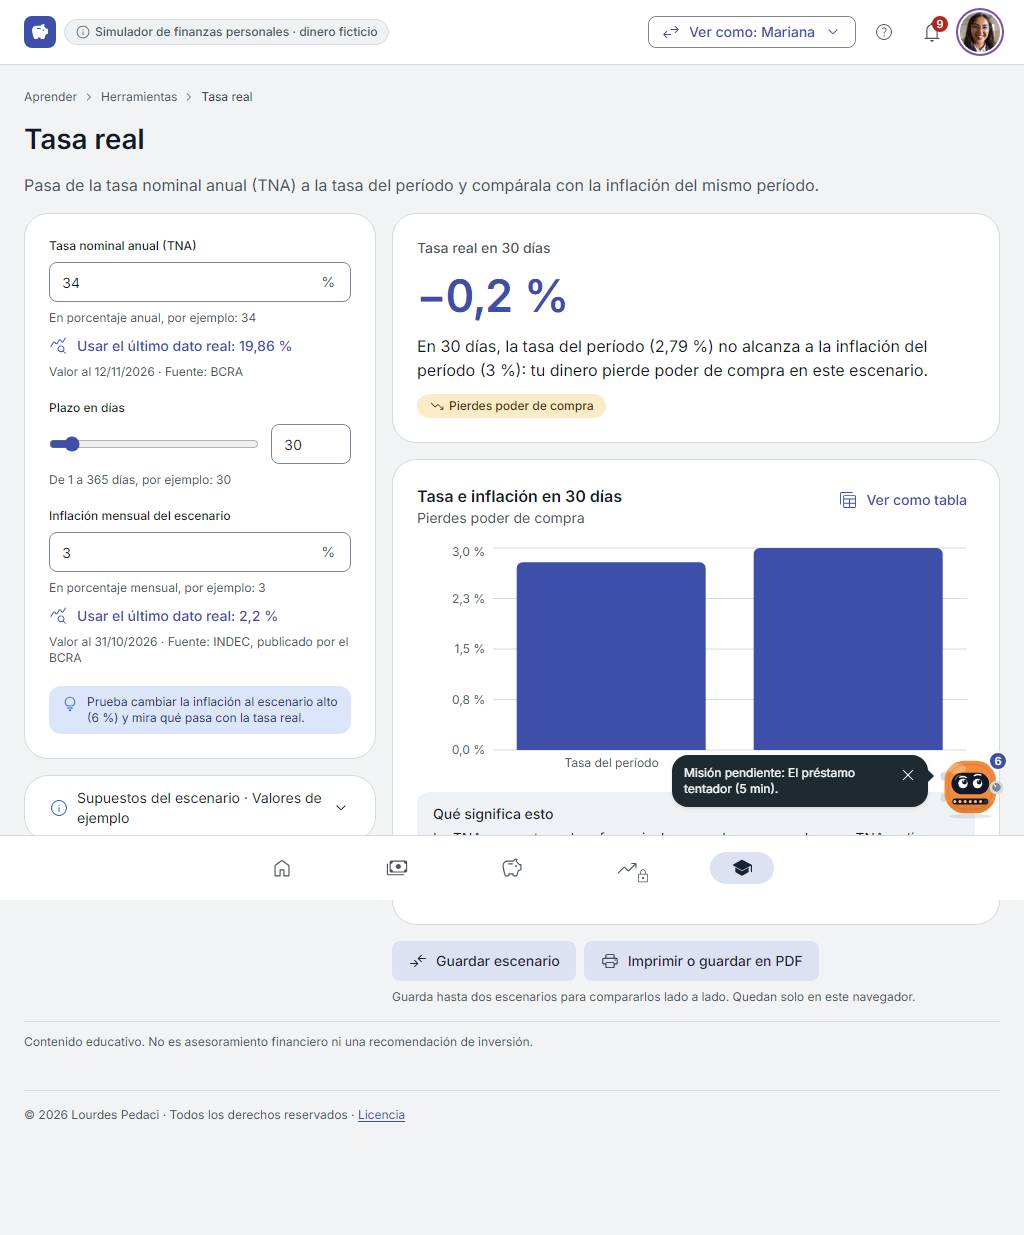 Simulador de finanzas personales · dinero ficticio
Ver como: Mariana
9
Aprender
Herramientas
Tasa real
Tasa real
Pasa de la tasa nominal anual (TNA) a la tasa del período y compárala con la inflación del mismo período.
Tasa nominal anual (TNA)
34 %
En porcentaje anual, por ejemplo: 34
Usar el último dato real: 19,86 %
Valor al 12/11/2026 · Fuente: BCRA
Plazo en días
30
De 1 a 365 días, por ejemplo: 30
Inflación mensual del escenario
3 %
En porcentaje mensual, por ejemplo: 3
Usar el último dato real: 2,2 %
Valor al 31/10/2026 · Fuente: INDEC, publicado por el
BCRA
Prueba cambiar la inflación al escenario alto
(6 %) y mira qué pasa con la tasa real.
Supuestos del escenario · Valores de
ejemplo
Tasa real en 30 días
−0,2 %
En 30 días, la tasa del período (2,79 %) no alcanza a la inflación del
período (3 %): tu dinero pierde poder de compra en este escenario.
Pierdes poder de compra
Tasa e inflación en 30 días
Pierdes poder de compra
Ver como tabla
3,0 %
2,3 %
1,5 %
0,8 %
0,0 %
Tasa del período
Misión pendiente: El préstamo
tentador (5 min).
6
Qué significa esto
Guardar escenario
Imprimir o guardar en PDF
Guarda hasta dos escenarios para compararlos lado a lado. Quedan solo en este navegador.
Contenido educativo. No es asesoramiento financiero ni una recomendación de inversión.
© 2026 Lourdes Pedaci · Todos los derechos reservados · Licencia